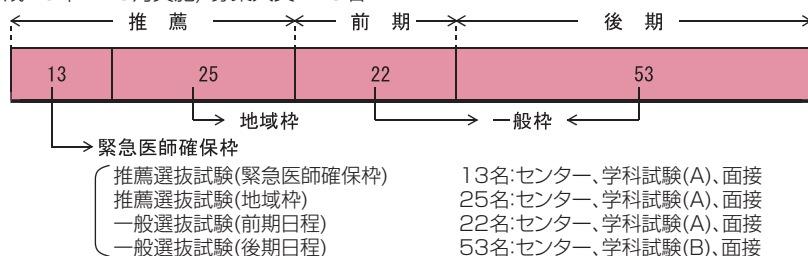 推 薦 前 期 後 期
13 25 22 53
地域枠 一般枠
緊急医師確保枠
推薦選抜試験(緊急医師確保枠) 13名:センター、学科試験(A)、面接
推薦選抜試験(地域枠) 25名:センター、学科試験(A)、面接
一般選抜試験(前期日程) 22名:センター、学科試験(A)、面接
一般選抜試験(後期日程) 53名:センター、学科試験(B)、面接